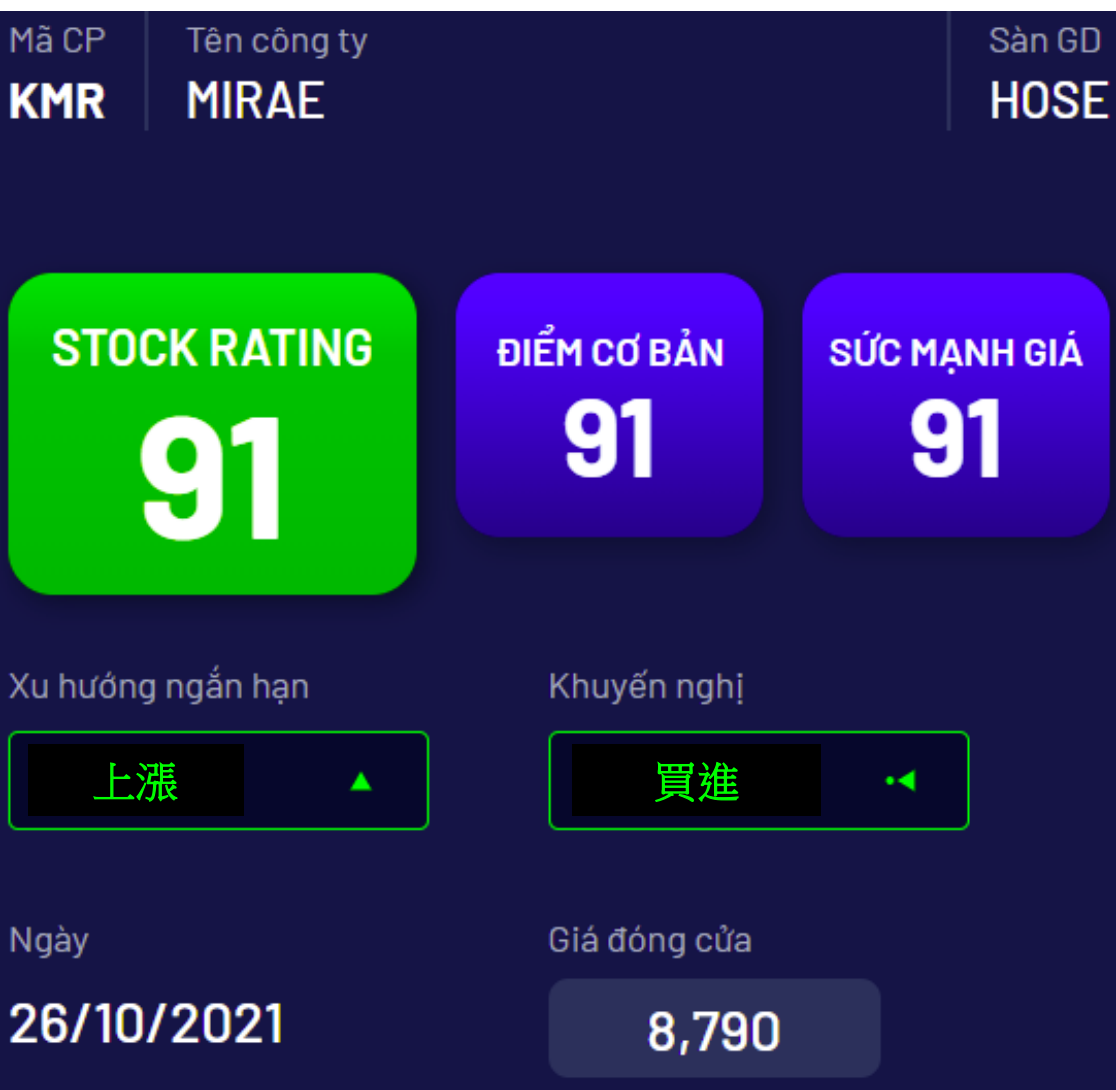 Mã CP Tên công ty Sàn GD
KMR MIRAE HOSE
STOCK RATING ĐIỂM CƠ BẢN SỨC MẠNH GIÁ
91 91 91
Xu hướng ngắn hạn Khuyến nghị
上漲 買進
Ngày Giá đóng cửa
26/10/2021 8,790